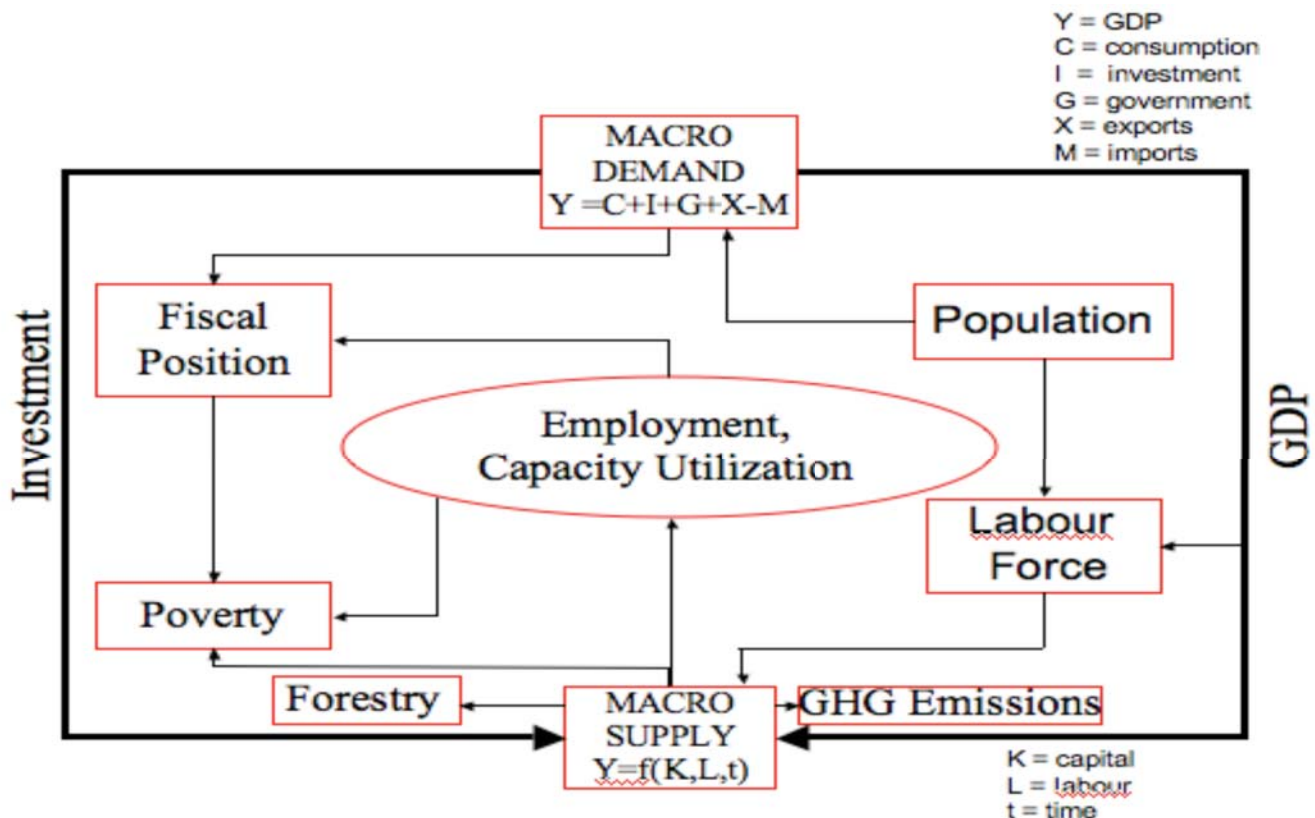 Y = GDP
C = consumption
I = investment
G = government
X = exports
M = imports
MACRO
DEMAND
Y =C+I+G+X-M
Fiscal
Position
Population
Investment
GDP
Employment,
Capacity Utilization
Labour
Force
Poverty
Forestry
MACRO
SUPPLY
Y=f(K,L,t)
GHG Emissions
K = capital
L = labour
t = time